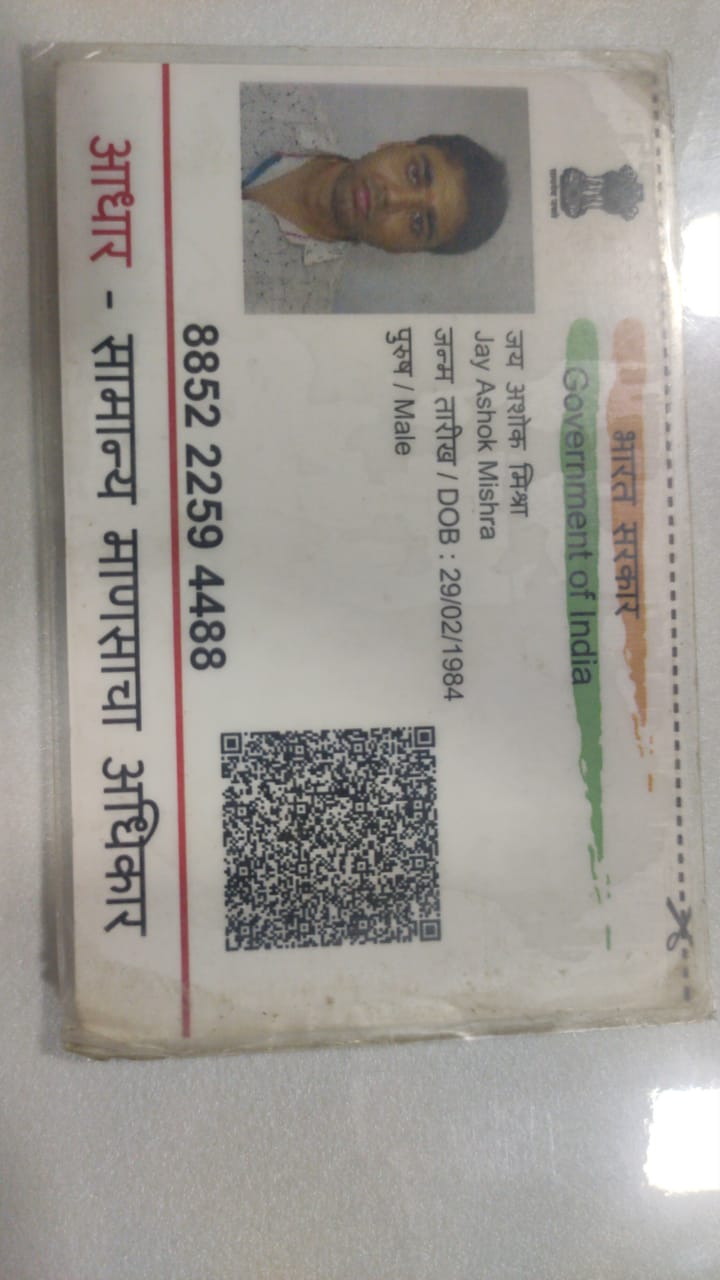 भारत सरकार
Government of India
जय अशोक मिश्रा
Jay Ashok Mishra
जन्म तारीख / DOB : 29/02/1984
पुरुष / Male
8852 2259 4488
आधार - सामान्य माणसाचा अधिकार